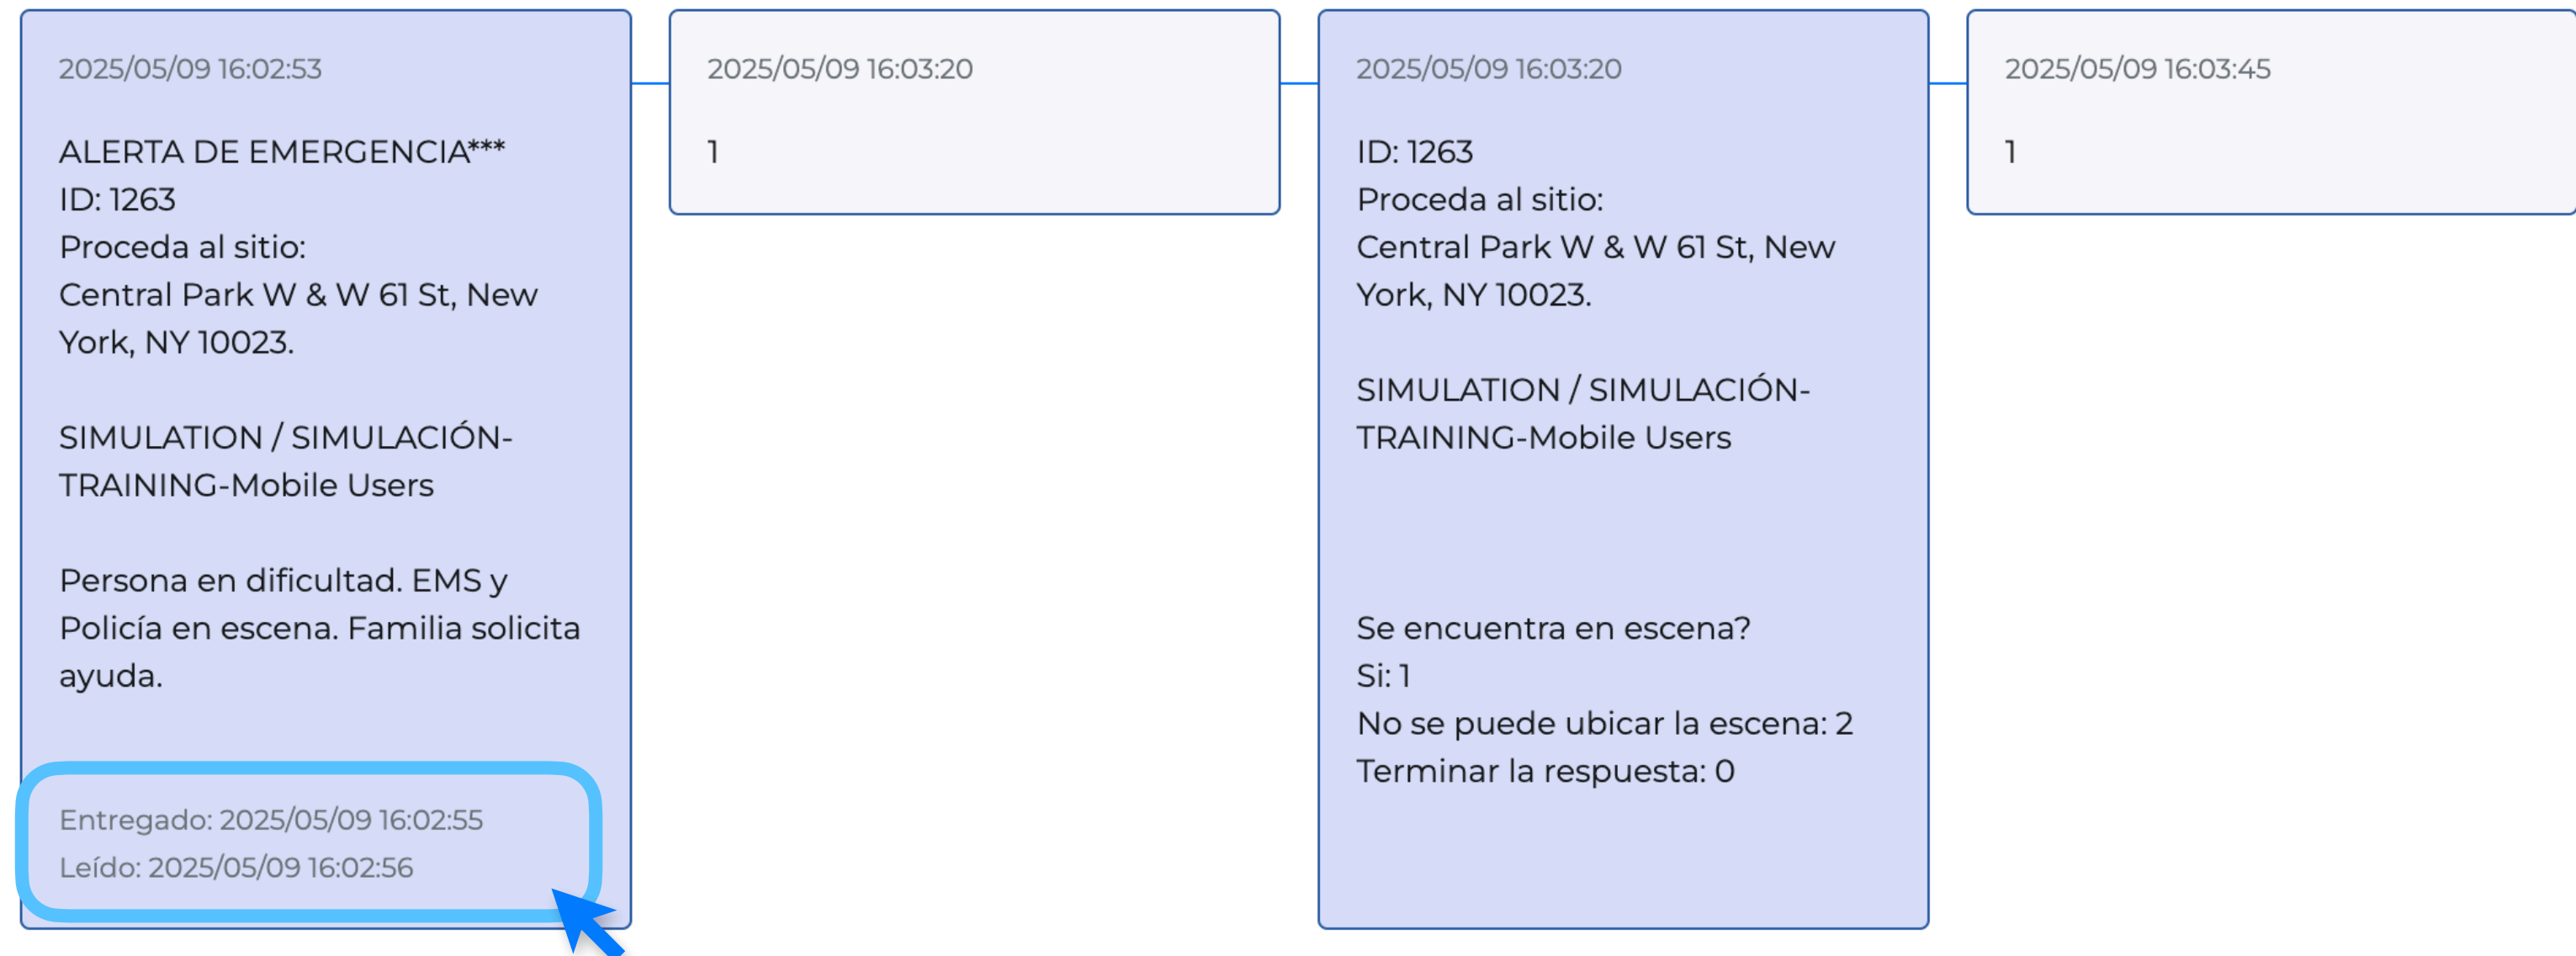 2025/05/09 16:02:53
ALERTA DE EMERGENCIA***
ID: 1263
Proceda al sitio:
Central Park W & W 61 St, New
York, NY 10023.
SIMULATION / SIMULACIÓN-
TRAINING-Mobile Users
Persona en dificultad. EMS y
Policía en escena. Familia solicita
ayuda.
Entregado: 2025/05/09 16:02:55
Leído: 2025/05/09 16:02:56
2025/05/09 16:03:20
1
2025/05/09 16:03:20
ID: 1263
Proceda al sitio:
Central Park W & W 61 St, New
York, NY 10023.
SIMULATION / SIMULACIÓN-
TRAINING-Mobile Users
Se encuentra en escena?
Si: 1
No se puede ubicar la escena: 2
Terminar la respuesta: 0
2025/05/09 16:03:45
1